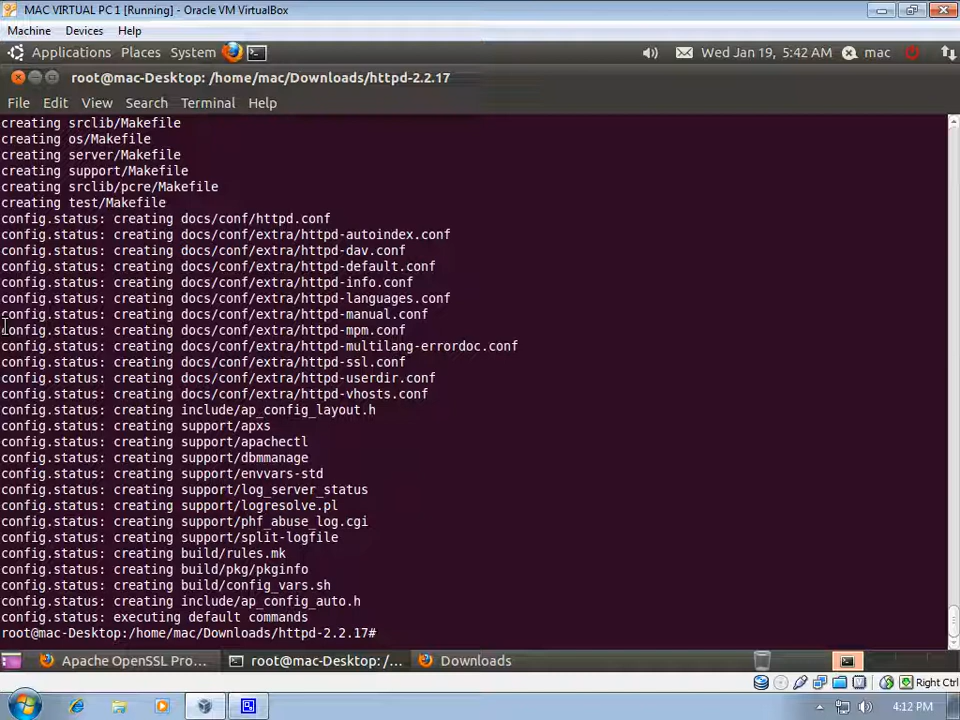 MAC VIRTUAL PC 1 [Running] - Oracle VM VirtualBox
Machine Devices Help
Applications Places System Wed Jan 19, 5:42 AM mac
root@mac-Desktop: /home/mac/Downloads/httpd-2.2.17
File Edit View Search Terminal Help
creating srclib/Makefile
creating os/Makefile
creating server/Makefile
creating support/Makefile
creating srclib/pcre/Makefile
creating test/Makefile
config.status: creating docs/conf/httpd.conf
config.status: creating docs/conf/extra/httpd-autoindex.conf
config.status: creating docs/conf/extra/httpd-dav.conf
config.status: creating docs/conf/extra/httpd-default.conf
config.status: creating docs/conf/extra/httpd-info.conf
config.status: creating docs/conf/extra/httpd-languages.conf
config.status: creating docs/conf/extra/httpd-manual.conf
config.status: creating docs/conf/extra/httpd-mpm.conf
config.status: creating docs/conf/extra/httpd-multilang-errordoc.conf
config.status: creating docs/conf/extra/httpd-ssl.conf
config.status: creating docs/conf/extra/httpd-userdir.conf
config.status: creating docs/conf/extra/httpd-vhosts.conf
config.status: creating include/ap_config_layout.h
config.status: creating support/apxs
config.status: creating support/apachectl
config.status: creating support/dbmmanage
config.status: creating support/envvars-std
config.status: creating support/log_server_status
config.status: creating support/logresolve.pl
config.status: creating support/phf_abuse_log.cgi
config.status: creating support/split-logfile
config.status: creating build/rules.mk
config.status: creating build/pkg/pkginfo
config.status: creating build/config_vars.sh
config.status: creating include/ap_config_auto.h
config.status: executing default commands
root@mac-Desktop:/home/mac/Downloads/httpd-2.2.17#
Apache OpenSSL Pro... root@mac-Desktop: /... Downloads
Right Ctrl
4:12 PM